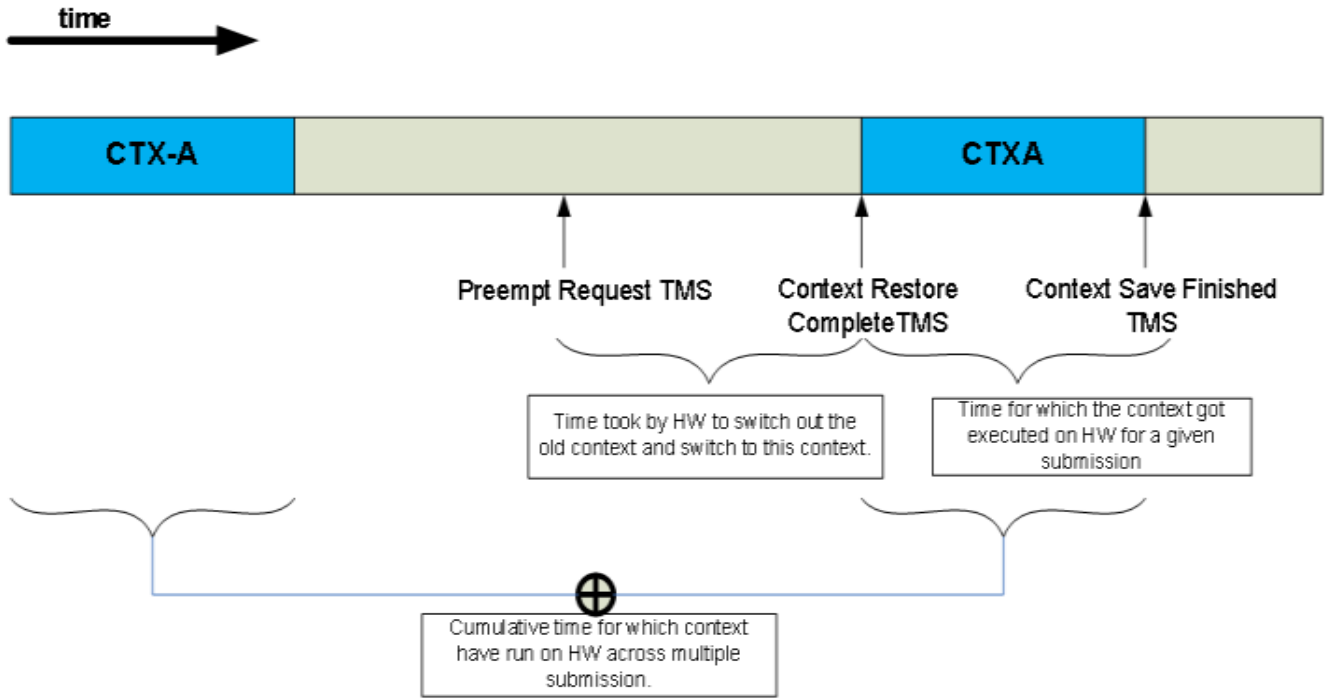 time
CTX-A
CTXA
Preempt Request TMS
Context Restore
CompleteTMS
Context Save Finished
TMS
Time took by HW to switch out the
old context and switch to this context.
Time for which the context got
executed on HW for a given
submission
Cumulative time for which context
have run on HW across multiple
submission.